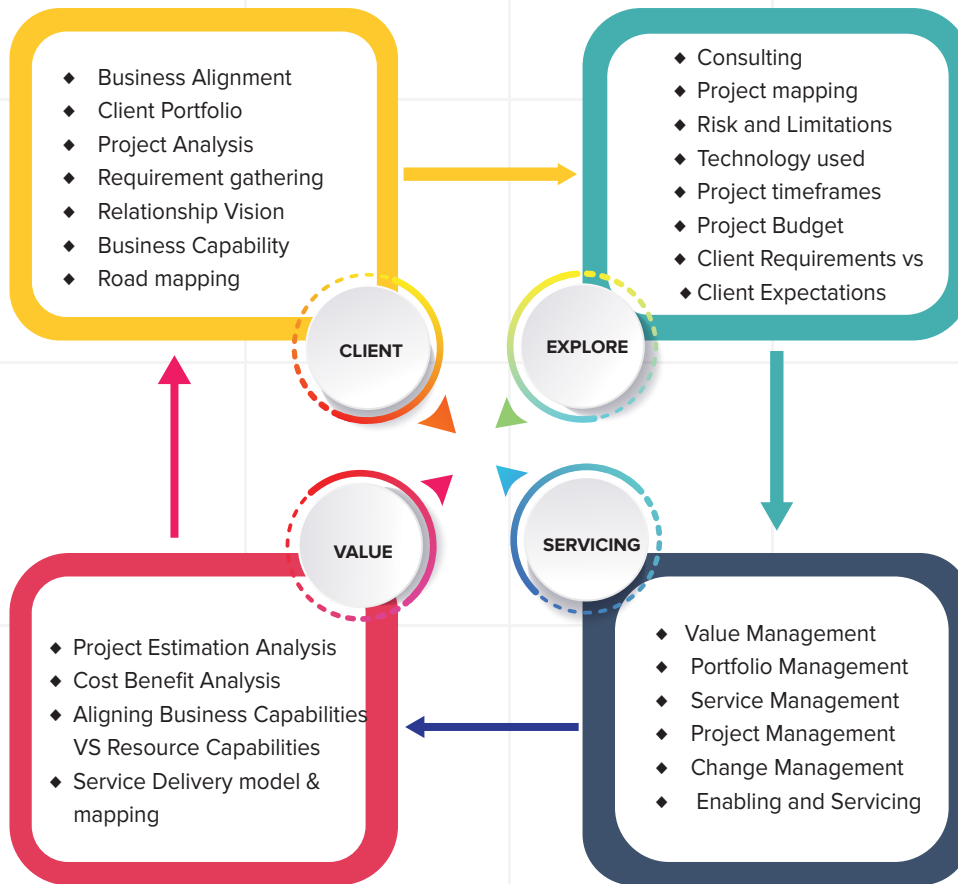 ◆ Business Alignment
◆ Client Portfolio
◆ Project Analysis
◆ Requirement gathering
◆ Relationship Vision
◆ Business Capability
◆ Road mapping
CLIENT
◆ Consulting
◆ Project mapping
◆ Risk and Limitations
◆ Technology used
◆ Project timeframes
◆ Project Budget
◆ Client Requirements vs
◆ Client Expectations
EXPLORE
VALUE
◆ Project Estimation Analysis
◆ Cost Benefit Analysis
◆ Aligning Business Capabilities
VS Resource Capabilities
◆ Service Delivery model &
mapping
SERVICING
◆ Value Management
◆ Portfolio Management
◆ Service Management
◆ Project Management
◆ Change Management
◆ Enabling and Servicing